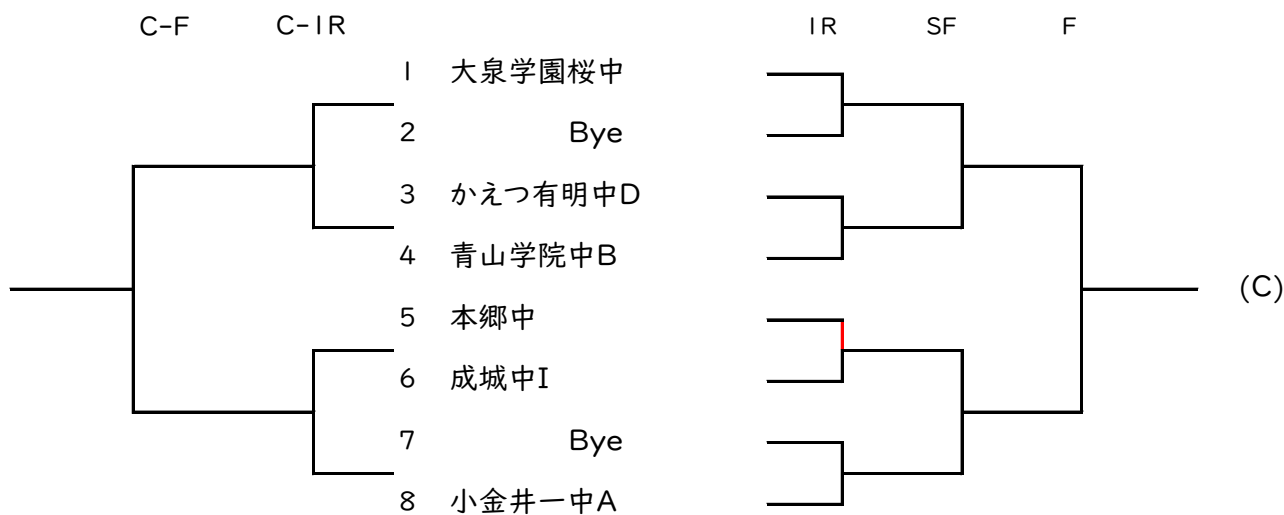 C-F C-1R 1R SF F
1 大泉学園桜中
2 Bye
3 かえつ有明中D
4 青山学院中B
(C)
5 本郷中
6 成城中I
7 Bye
8 小金井一中A